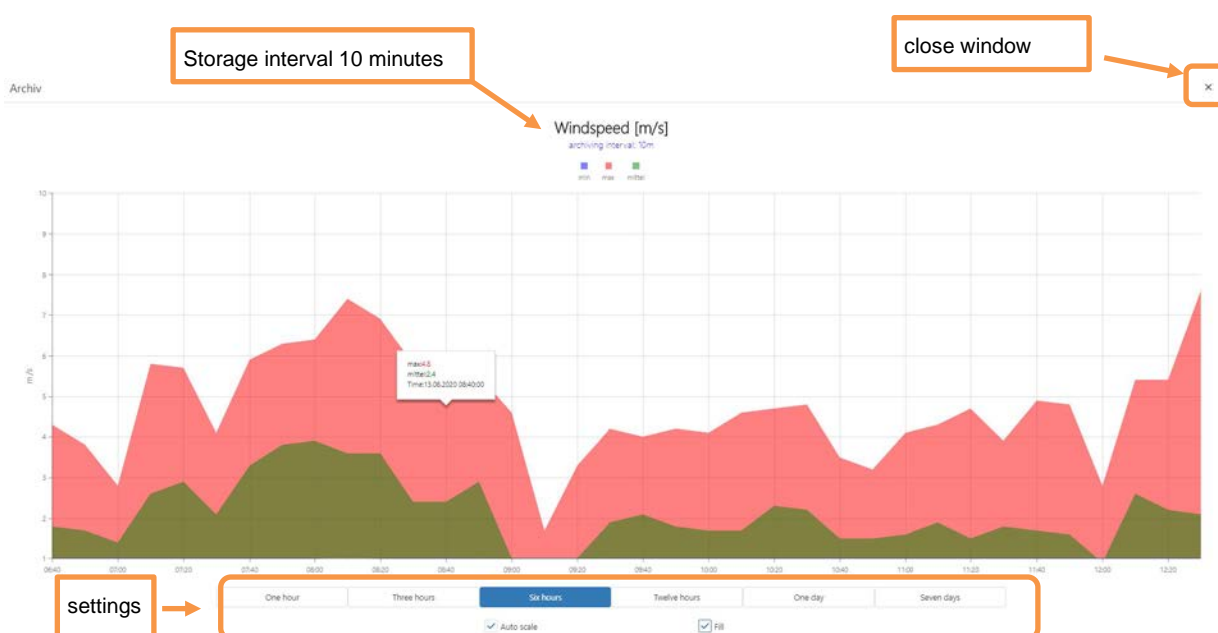 Storage interval 10 minutes
close window
Archiv
×
Windspeed [m/s]
archiving interval: 10m
min max mittel
10
9
8
7
6
5
4
3
2
1
m/s
max:4.6
mittel:2.4
Time:13.08.2020 08:40:00
06:40 07:00 07:20 07:40 08:00 08:20 08:40 09:00 09:20 09:40 10:00 10:20 10:40 11:00 11:20 11:40 12:00 12:20
settings
One hour Three hours Six hours Twelve hours One day Seven days
Auto scale Fill